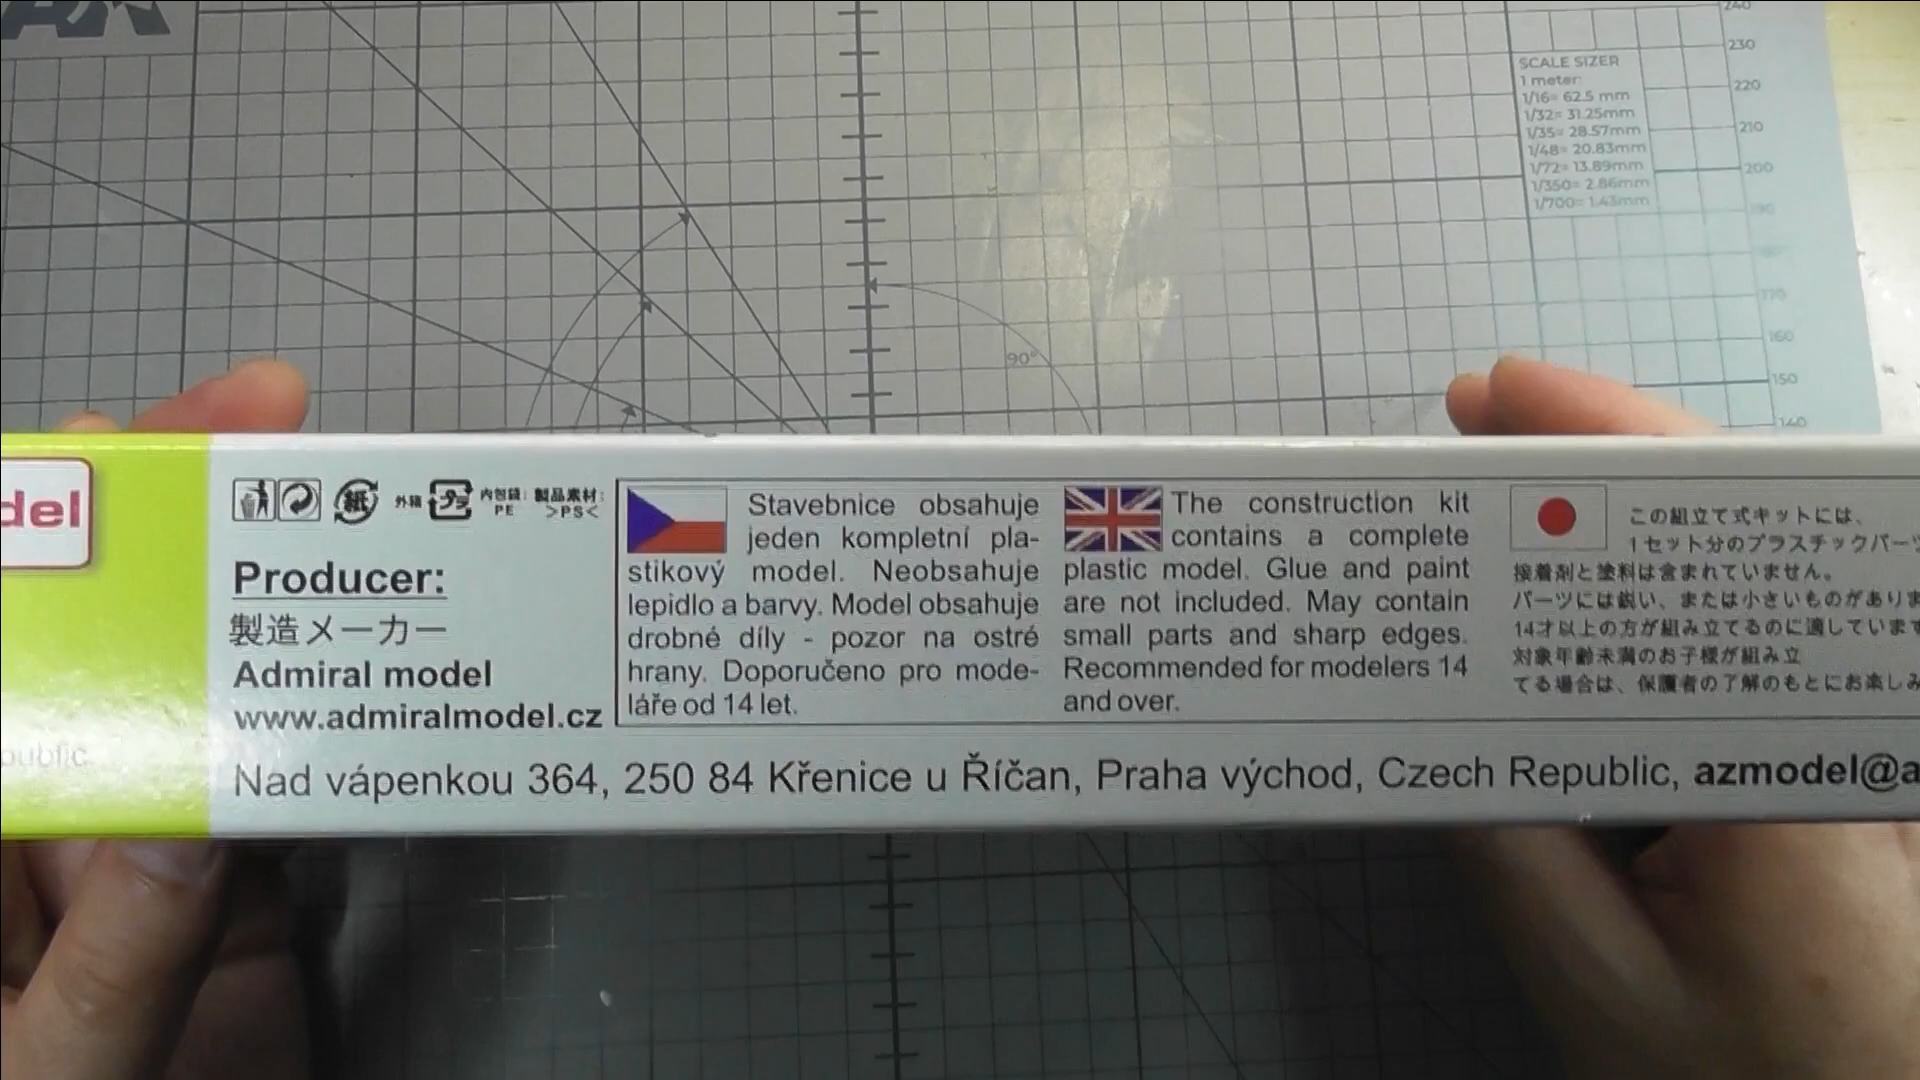 240
230
220
210
200
190
170
160
150
140
SCALE SIZER
1 meter:
1/16= 62.5 mm
1/32= 31.25mm
1/35= 28.57mm
1/48= 20.83mm
1/72= 13.89mm
1/350= 2.86mm
1/700= 1.43mm
90°
del
public
紙
外箱
プラ
内包袋:
PE
製品素材:
>PS<
Producer:
製造メーカー
Admiral model
www.admiralmodel.cz
Stavebnice obsahuje
jeden kompletní pla-
stikový model. Neobsahuje
lepidlo a barvy. Model obsahuje
drobné díly - pozor na ostré
hrany. Doporučeno pro mode-
láře od 14 let.
The construction kit
contains a complete
plastic model. Glue and paint
are not included. May contain
small parts and sharp edges.
Recommended for modelers 14
and over.
この組立て式キットには、
1セット分のプラスチックパーツ
接着剤と塗料は含まれていません。
パーツには鋭い、または小さいものがありま
14才以上の方が組み立てるのに適しています
対象年齢未満のお子様が組み立
てる場合は、保護者の了解のもとにお楽しみ
Nad vápenkou 364, 250 84 Křenice u Říčan, Praha východ, Czech Republic, azmodel@a